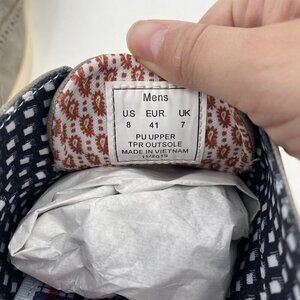 Mens
US EUR. UK
8 41 7
PU UPPER
TPR OUTSOLE
MADE IN VIETNAM
11/2019